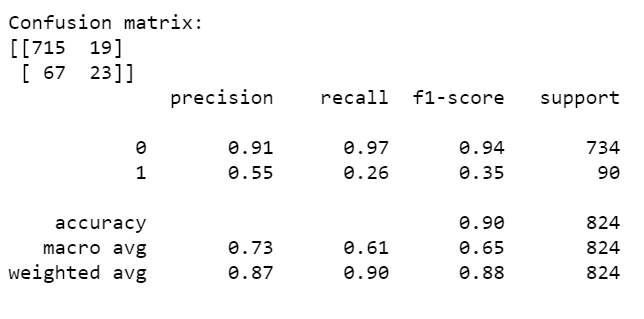 Confusion matrix:
[[715  19]
 [ 67  23]]
              precision    recall  f1-score   support

           0       0.91      0.97      0.94       734
           1       0.55      0.26      0.35        90

    accuracy                           0.90       824
   macro avg       0.73      0.61      0.65       824
weighted avg       0.87      0.90      0.88       824